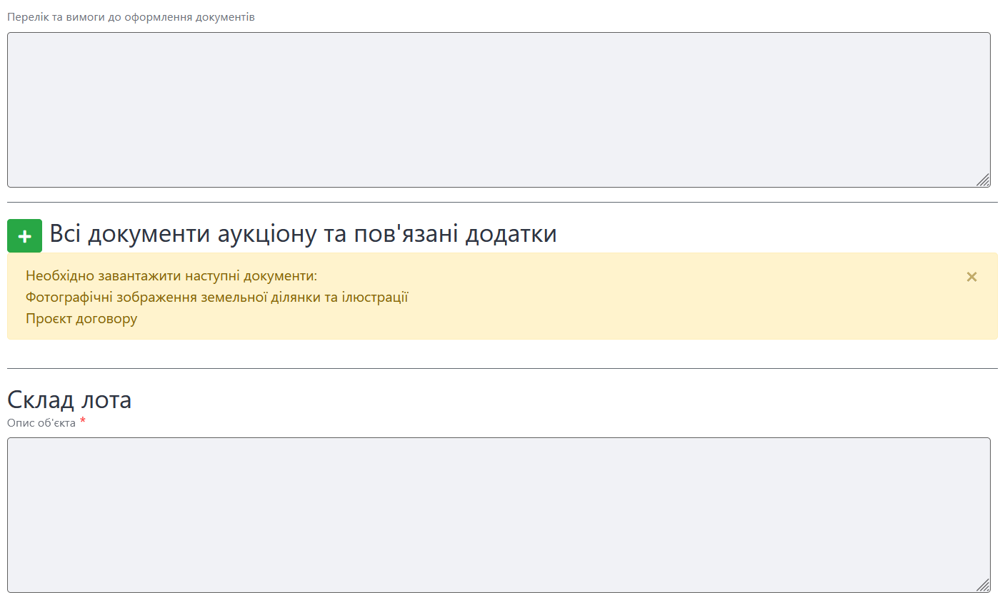 Перелік та вимоги до оформлення документів
Всі документи аукціону та пов'язані додатки
Необхідно завантажити наступні документи:
Фотографічні зображення земельної ділянки та ілюстрації
Проєкт договору
Склад лота
Опис об'єкта *